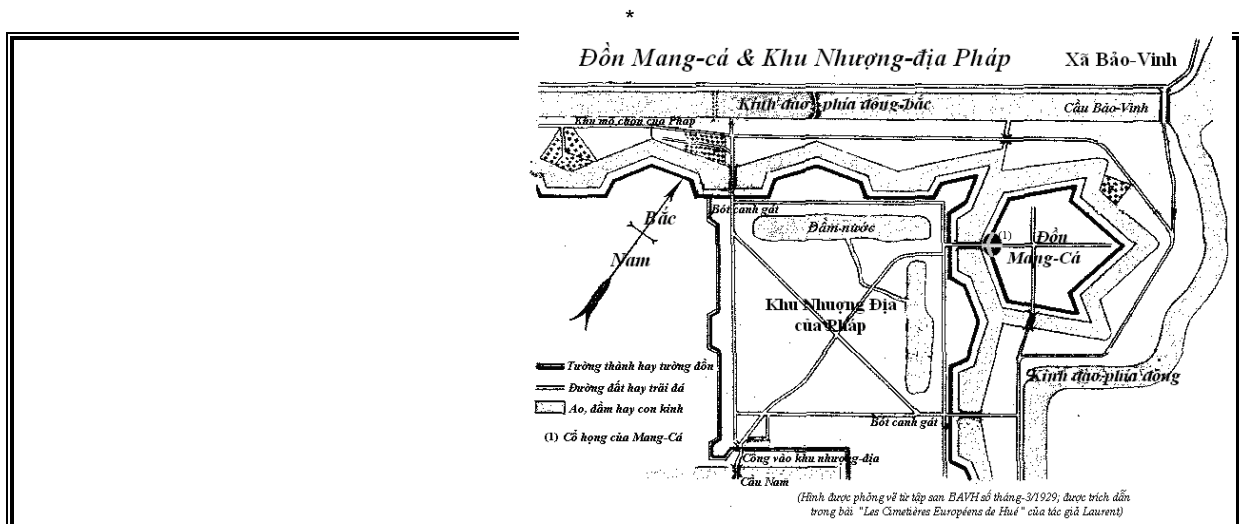 *
Đồn Mang-cá & Khu Nhượng-địa Pháp
Xã Bảo-Vinh
Kinh đào phía đông-bắc
Cầu Bảo-Vinh
Khu mồ chôn của Pháp
Bót canh gát
Bắc
Nam
Đầm nước
(1)
Đồn
Mang-Cá
Khu Nhượng Địa
của Pháp
Tường thành hay tường đồn
Đường đất hay trãi đá
Ao, đầm hay con kinh
(1) Cổ họng của Mang-Cá
Kinh đào phía đông
Bót canh gát
Cổng vào khu nhượng-địa
Cầu Nam
(Hình được phỏng vẽ từ tập san BAVH số tháng-3/1929; được trích dẫn
trong bài "Les Cimetières Européens de Hué" của tác giả Laurent)